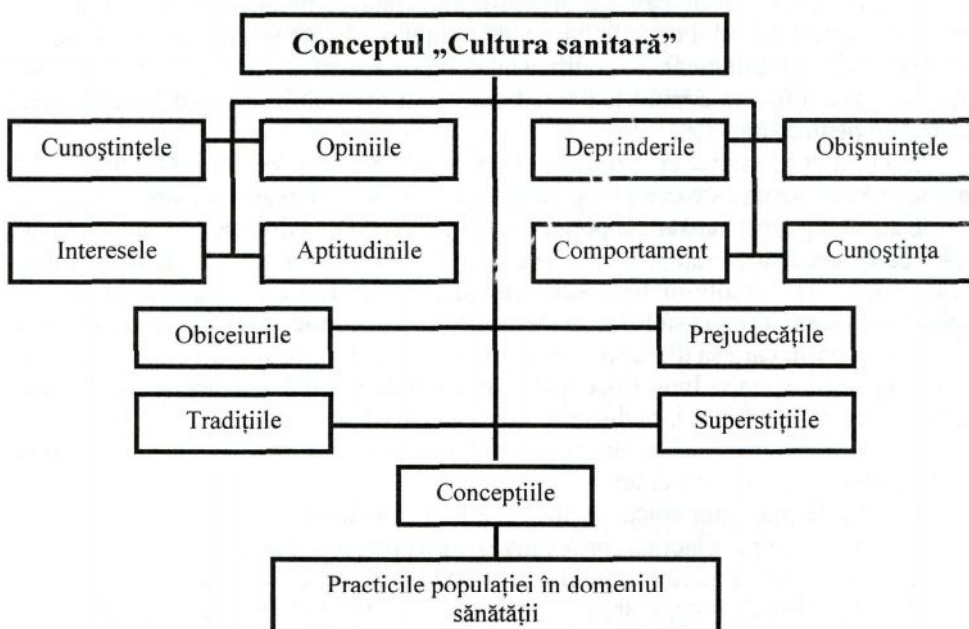 Conceptul „Cultura sanitară”
Cunoştinţele Opiniile Deprinderile Obişnuinţele
Interesele Aptitudinile Comportament Cunoştinţa
Obiceiurile Prejudecăţile
Tradiţiile Superstiţiile
Concepţiile
Practicile populaţiei în domeniul
sănătăţii